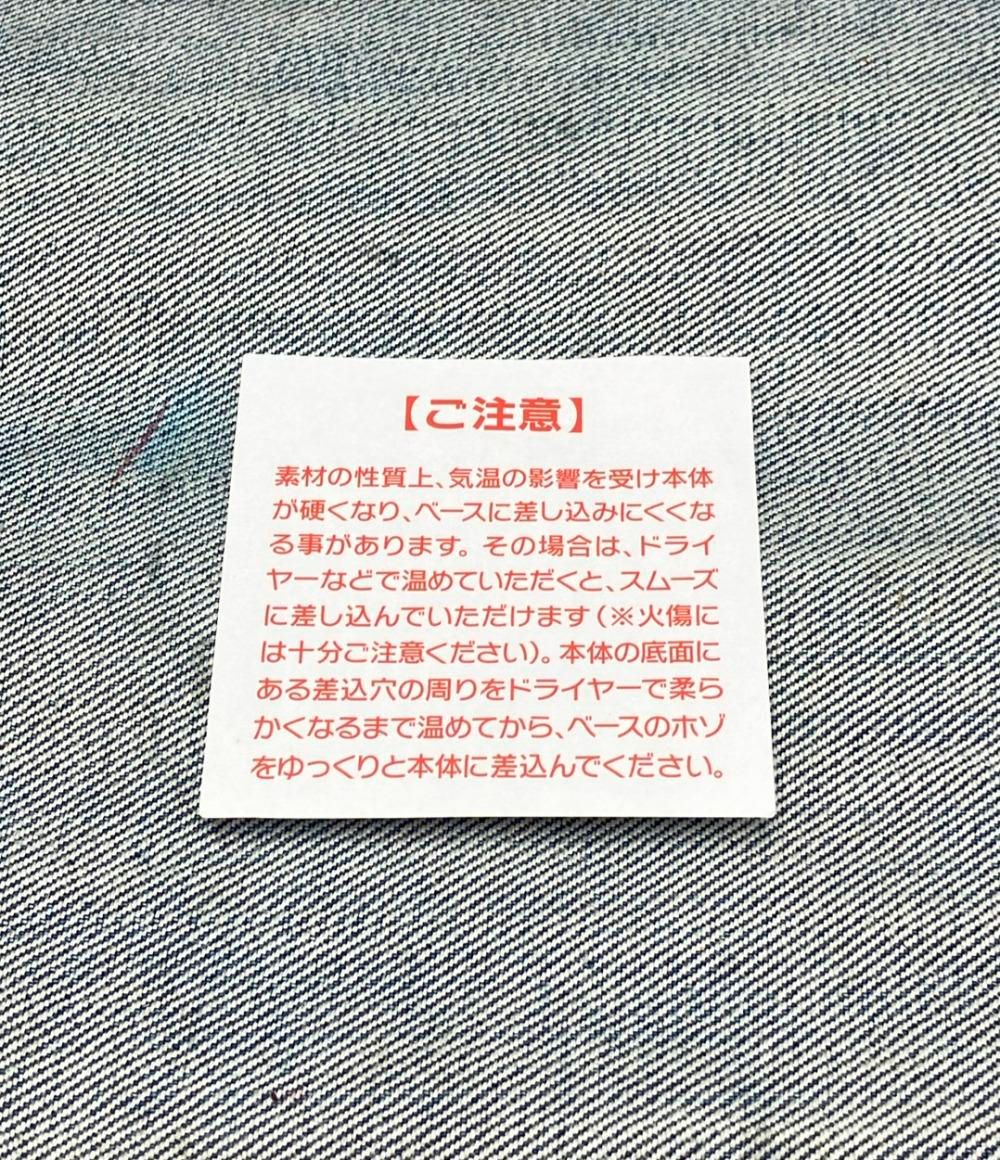 【ご注意】
素材の性質上、気温の影響を受け本体
が硬くなり、ベースに差し込みにくくな
る事があります。その場合は、ドライ
ヤーなどで温めていただくと、スムーズ
に差し込んでいただけます(※火傷に
は十分ご注意ください)。本体の底面に
ある差込穴の周りをドライヤーで柔ら
かくなるまで温めてから、ベースのホゾ
をゆっくりと本体に差込んでください。